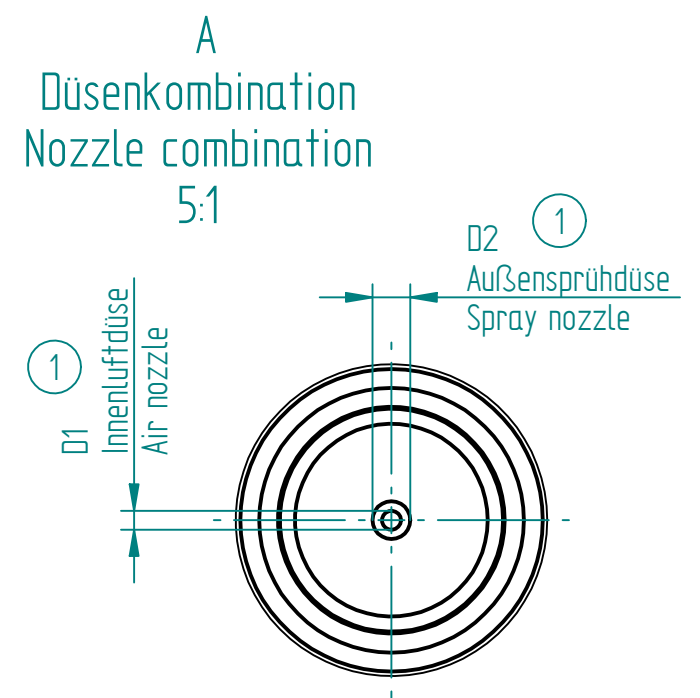 A
Düsenkombination
Nozzle combination
5:1
D2
1
Außensprühdüse
Spray nozzle
1
D1
Innenluftdüse
Air nozzle